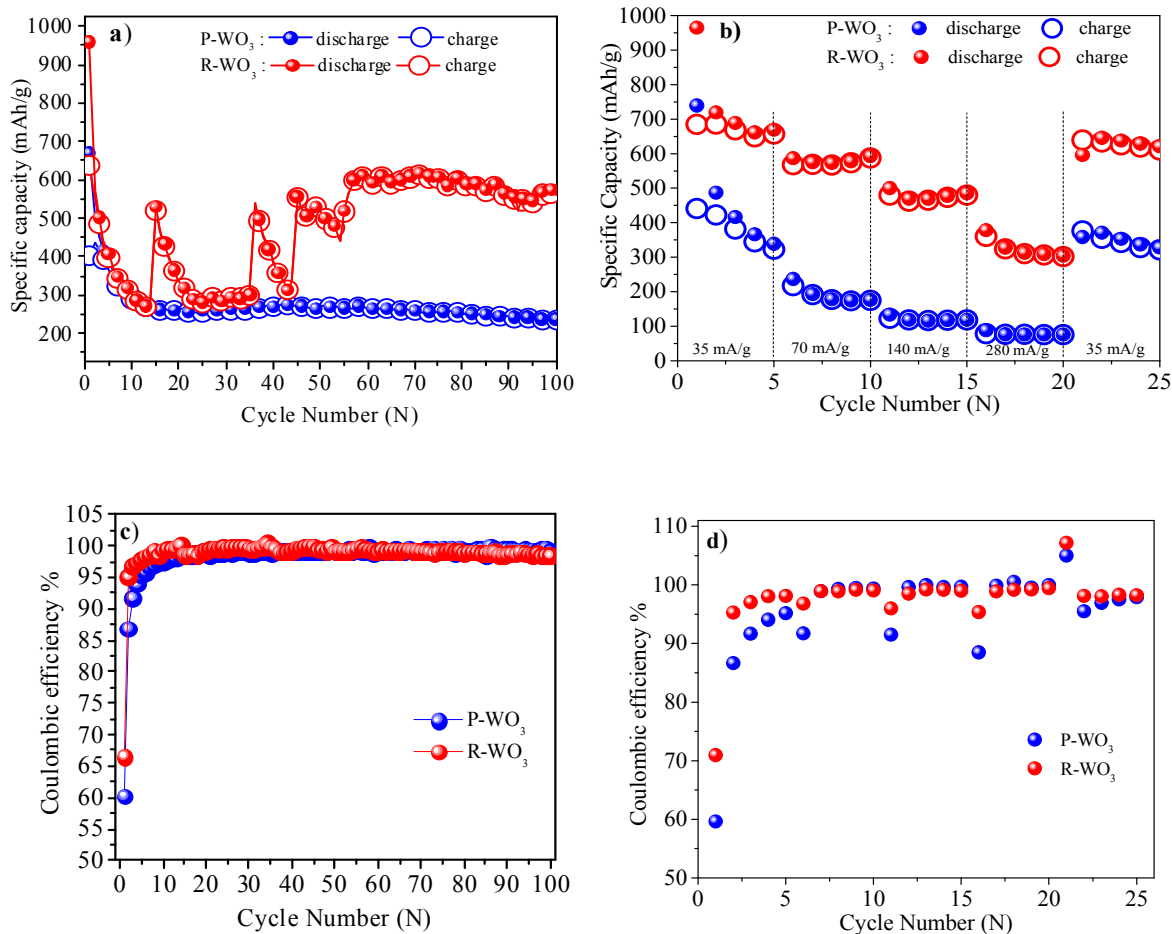 a)
P-WO3 : discharge charge
R-WO3 : discharge charge
1000
900
800
700
600
500
400
300
200
Specific capacity (mAh/g)
0 10 20 30 40 50 60 70 80 90 100
Cycle Number (N)
b)
P-WO3 : discharge charge
R-WO3 : discharge charge
1000
900
800
700
600
500
400
300
200
100
0
Specific Capacity (mAh/g)
35 mA/g 70 mA/g 140 mA/g 280 mA/g 35 mA/g
0 5 10 15 20 25
Cycle Number (N)
c)
105
100
95
90
85
80
75
70
65
60
55
50
Coulombic efficiency %
P-WO3
R-WO3
0 10 20 30 40 50 60 70 80 90 100
Cycle Number (N)
d)
110
100
90
80
70
60
50
Coulombic efficiency %
P-WO3
R-WO3
0 5 10 15 20 25
Cycle Number (N)